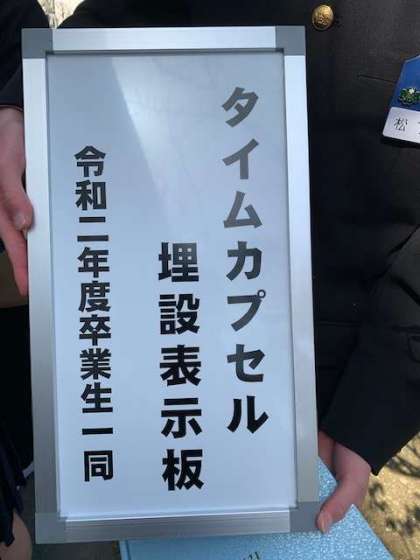 タイムカプセル
埋設表示板
令和二年度卒業生一同
松